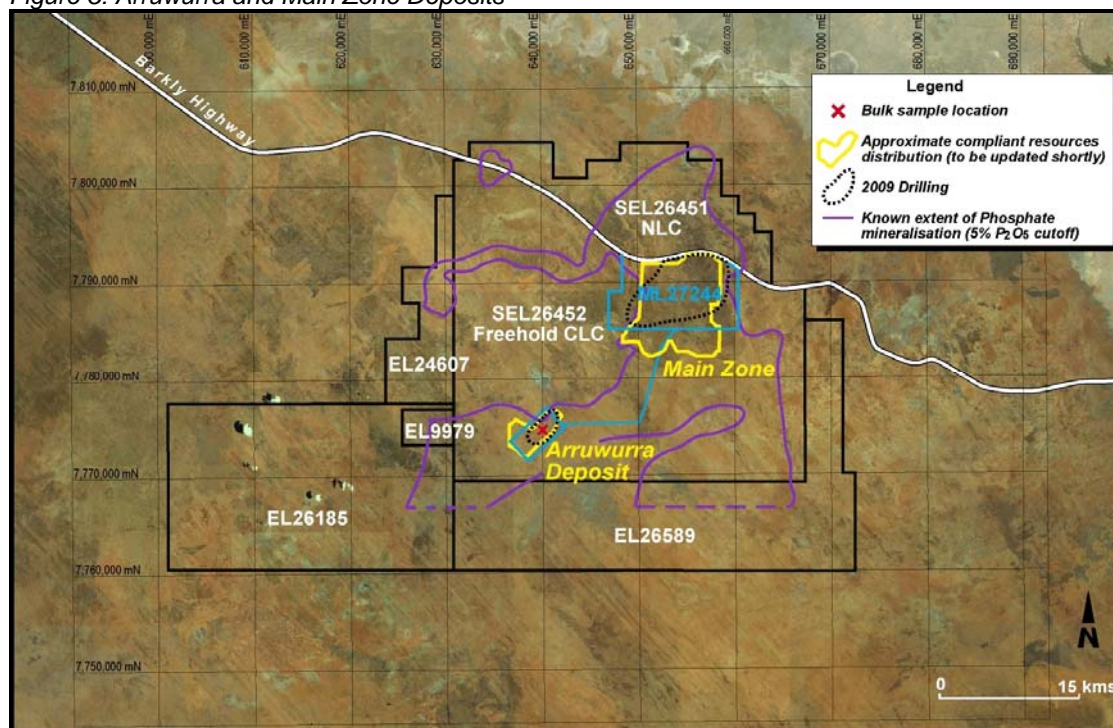 Figure 3: Arruwurra and Main Zone Deposits
610,000 mE
620,000 mE
630,000 mE
640,000 mE
650,000 mE
660,000 mE
670,000 mE
680,000 mE
690,000 mE
7,810,000 mN
7,800,000 mN
7,790,000 mN
7,780,000 mN
7,770,000 mN
7,760,000 mN
7,750,000 mN
Barkly Highway
Legend
Bulk sample location
Approximate compliant resources
distribution (to be updated shortly)
2009 Drilling
Known extent of Phosphate
mineralisation (5% P₂O₅ cutoff)
SEL26451
NLC
ML27244
SEL26452
Freehold CLC
EL24607
Main Zone
EL9979
Arruwurra
Deposit
EL26185
EL26589
N
0 15 kms